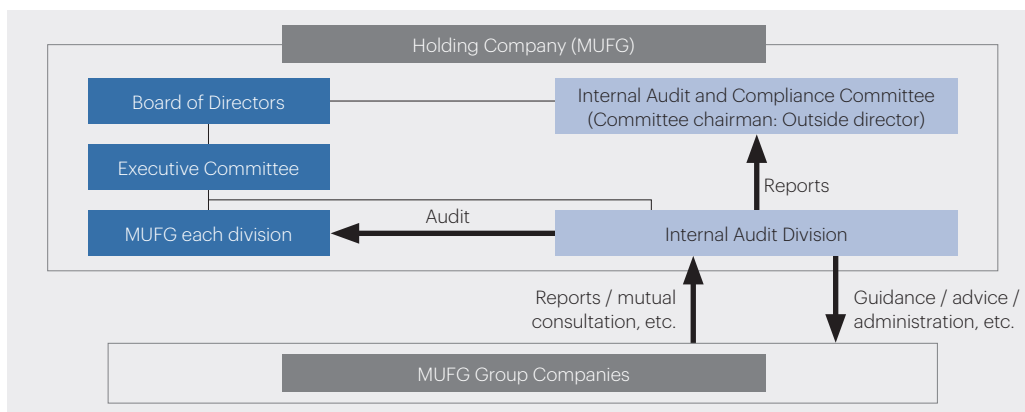 Holding Company (MUFG)
Board of Directors
Internal Audit and Compliance Committee
(Committee chairman: Outside director)
Executive Committee
Reports
MUFG each division
Audit
Internal Audit Division
Reports / mutual
consultation, etc.
Guidance / advice /
administration, etc.
MUFG Group Companies